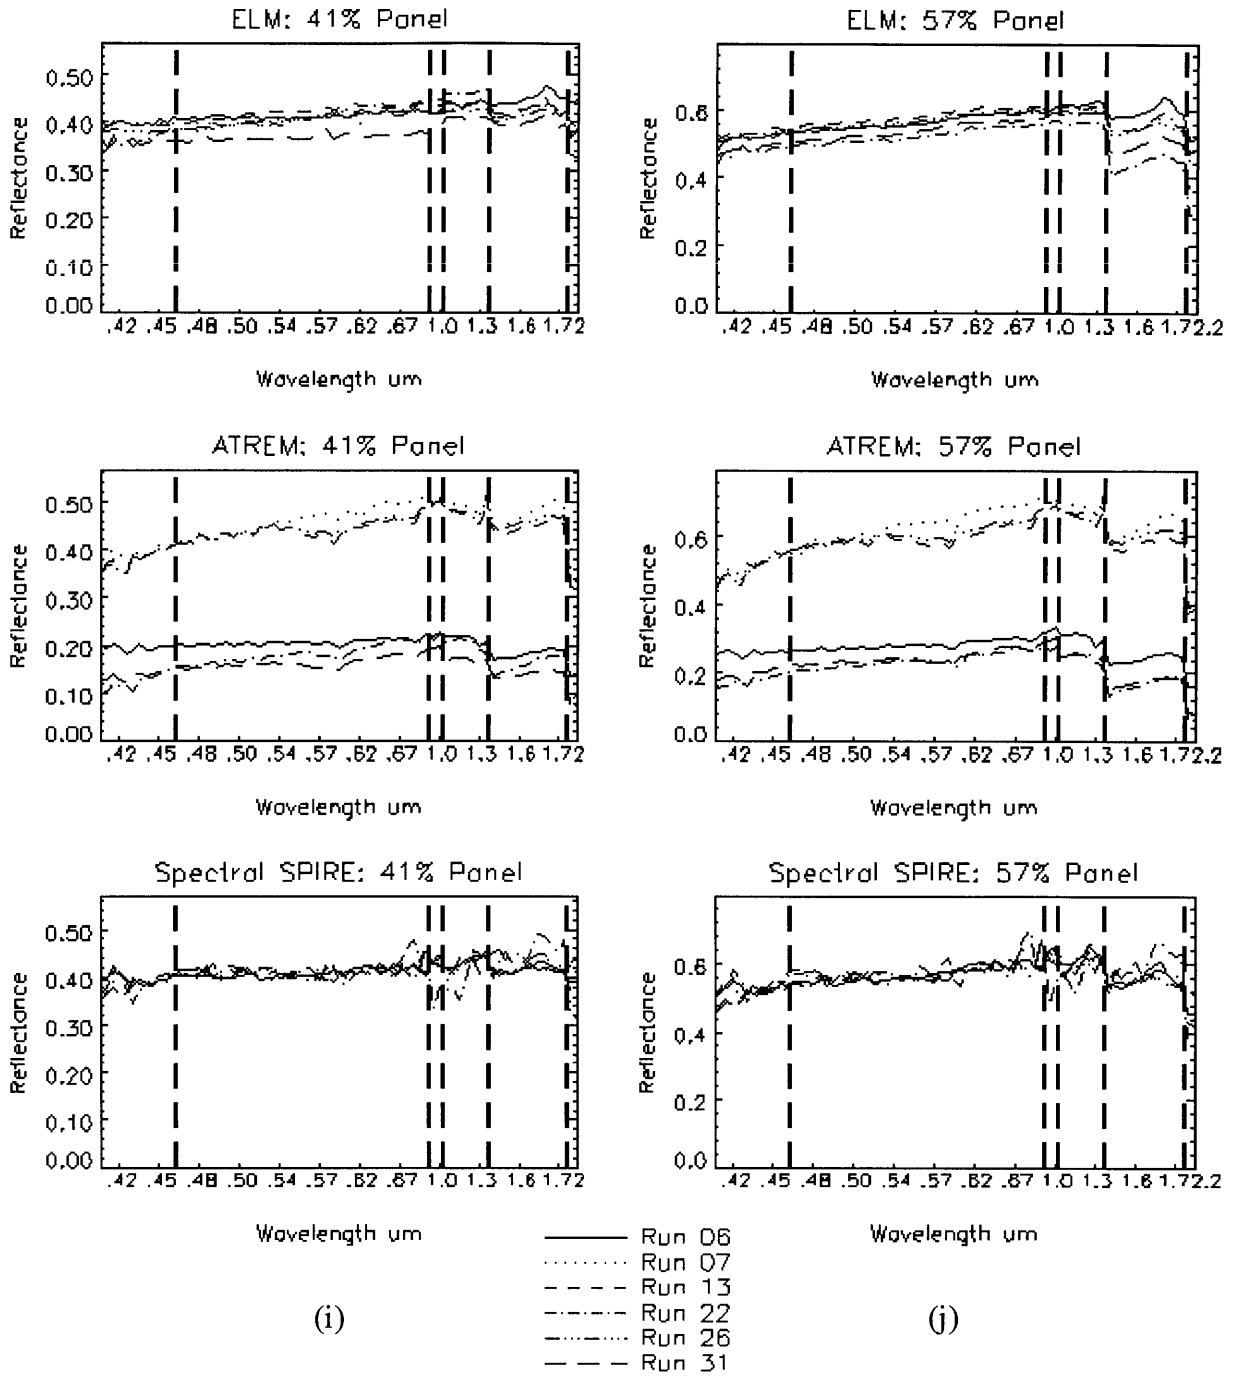 ELM: 41% Panel
Reflectance
0.50
0.40
0.30
0.20
0.10
0.00
.42 .45 .48 .50 .54 .57 .62 .67 1.0 1.3 1.6 1.72
Wavelength um
ELM: 57% Panel
Reflectance
0.6
0.4
0.2
0.0
.42 .45 .48 .50 .54 .57 .62 .67 1.0 1.3 1.6 1.72.2
Wavelength um
ATREM: 41% Panel
Reflectance
0.50
0.40
0.30
0.20
0.10
0.00
.42 .45 .48 .50 .54 .57 .62 .67 1.0 1.3 1.6 1.72
Wavelength um
ATREM: 57% Panel
Reflectance
0.6
0.4
0.2
0.0
.42 .45 .48 .50 .54 .57 .62 .67 1.0 1.3 1.6 1.72.2
Wavelength um
Spectral SPIRE: 41% Panel
Reflectance
0.50
0.40
0.30
0.20
0.10
0.00
.42 .45 .48 .50 .54 .57 .62 .67 1.0 1.3 1.6 1.72
Wavelength um
Spectral SPIRE: 57% Panel
Reflectance
0.6
0.4
0.2
0.0
.42 .45 .48 .50 .54 .57 .62 .67 1.0 1.3 1.6 1.72.2
Wavelength um
Run 06
Run 07
Run 13
Run 22
Run 26
Run 31
(i)
(j)